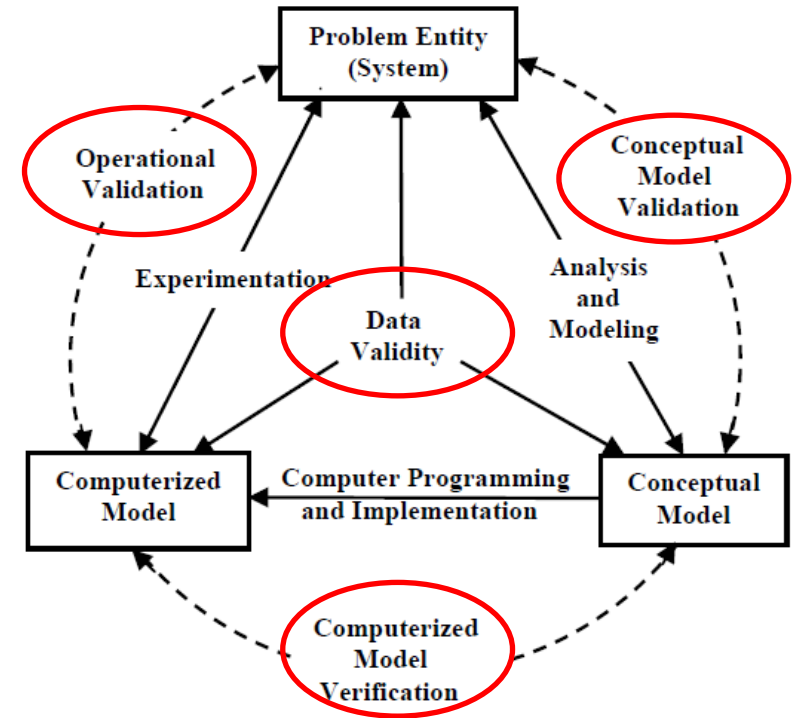 Problem Entity
(System)
Operational
Validation
Conceptual
Model
Validation
Experimentation
Analysis
and
Modeling
Data
Validity
Computerized
Model
Computer Programming
and Implementation
Conceptual
Model
Computerized
Model
Verification